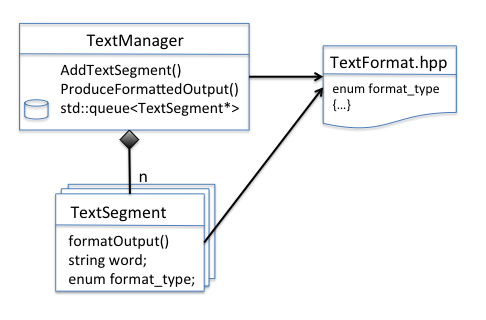 TextManager
AddTextSegment()
ProduceFormattedOutput()
std::queue<TextSegment*>
TextFormat.hpp
enum format_type
{…}
n
TextSegment
formatOutput()
string word;
enum format_type;